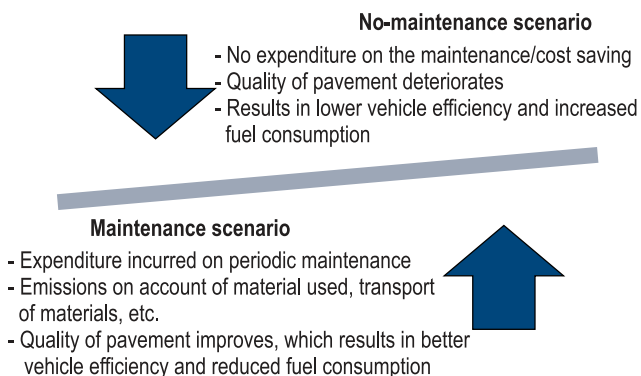 No-maintenance scenario
- No expenditure on the maintenance/cost saving
- Quality of pavement deteriorates
- Results in lower vehicle efficiency and increased
fuel consumption
Maintenance scenario
- Expenditure incurred on periodic maintenance
- Emissions on account of material used, transport
of materials, etc.
- Quality of pavement improves, which results in better
vehicle efficiency and reduced fuel consumption